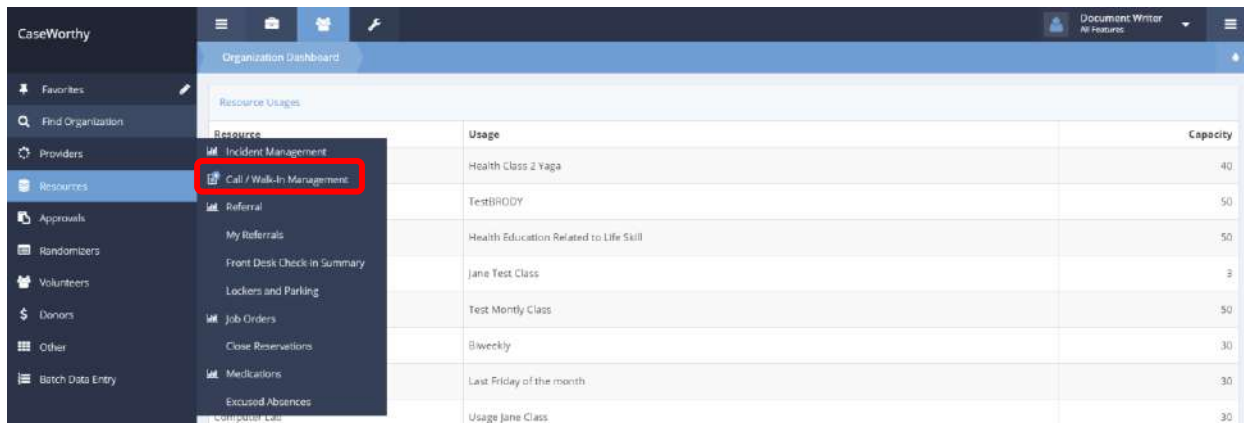 CaseWorthy
Document Writer
All Features
Organization Dashboard
Favorites
Find Organization
Providers
Resources
Approvals
Randomizers
Volunteers
Donors
Other
Batch Data Entry
Incident Management
Call / Walk-In Management
Referral
My Referrals
Front Desk Check-in Summary
Lockers and Parking
Job Orders
Close Reservations
Medications
Excused Absences
Resource Usages
Resource Usage Capacity
Health Class 2 Yaga 40
TestBRODY 50
Health Education Related to Life Skill 50
Jane Test Class 3
Test Montly Class 50
Biweekly 30
Last Friday of the month 30
Computer Lab Usage Jane Class 30